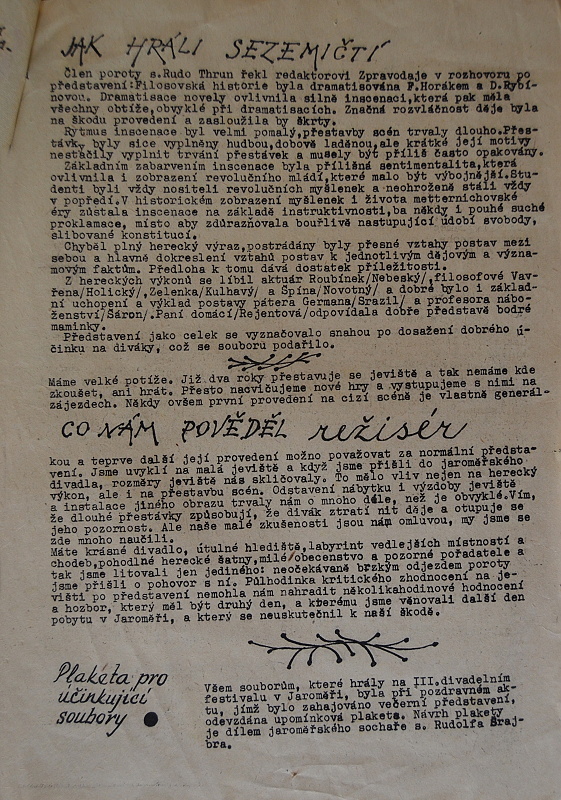 JAK HRÁLI SEZEMIČTÍ
Člen poroty s.Rudo Thrun řekl redaktorovi Zpravodaje v rozhovoru po
představení:Filosovská historie byla dramatisována F.Horákem a D.Rybí-
novou. Dramatisace novely ovlivnila silně inscenaci,která pak měla
všechny obtíže,obvyklé při dramatisacích. Značná rozvláčnost děje byla
na škodu provedení a zasloužila by škrty.
Rytmus inscenace byl velmi pomalý,přestavby scén trvaly dlouho.Přes-
távky byly sice vyplněny hudbou,dobově laděnou,ale krátké její motivy
nestačily vyplnit trvání přestávek a musely být příliš často opakovány.
Základním zabarvením inscenace byla přílišná sentimentalita,která
ovlivnila i zobrazení revolučního mládí,které malo být výbojnější.Stu-
denti byli vždy nositeli revolučních myšlenek a neohroženě stáli vždy
v popředí.V historickém zobrazení myšlenek i života metternichovské
éry zůstala inscenace na základě instruktivnosti,ba někdy i pouhé suché
proklamace, místo aby zdůrazňovala bouřlivě nastupující údobí svobody,
slibované konstitucí.
Chyběl plný herecký výraz,postrádány byly přesné vztahy postav mezi
sebou a hlavně dokreslení vztahů postav k jednotlivým dějovým a význa-
movým faktům. Předloha k tomu dává dostatek příležitosti.
Z hereckých výkonů se líbil aktuár Roubínek/Nebeský/,filosofové Vav-
řena/Holický/,Zelenka/Kulhavý/ a Špína/Novotný/ a dobré bylo i základ-
ní uchopení a výklad postavy pátera Germana/Srazil/ a profesora nábo-
ženství/Šáron/.Paní domácí/Rejentová/odpovídala dobře představě bodré
maminky.
Představení jako celek se vyznačovalo snahou po dosažení dobrého ú-
činku na diváky, což se souboru podařilo.
Máme velké potíže. Již dva roky přestavuje se jeviště a tak nemáme kde
zkoušet, ani hrát. Přesto nacvičujeme nové hry a vystupujeme s nimi na
zájezdech. Někdy ovšem první provedení na cizí scéně je vlastně generál-
CO NÁM POVĚDĚL režisér
kou a teprve další její provedení možno považovat za normální předsta-
vení. Jsme uvyklí na malá jeviště a když jsme přišli do jaroměřského
divadla, rozměry jeviště nás skličovaly. To mělo vliv nejen na herecký
výkon, ale i na přestavbu scén. Odstavení nábytku i výzdoby jeviště
a instalace jiného obrazu trvaly nám o mnoho déle, než je obvyklé.Vím,
že dlouhé přestávky způsobují, že divák ztratí nit děje a otupuje se
jeho pozornost. Ale naše malé zkušenosti jsou nám omluvou, my jsme se
zde mnoho naučili.
Máte krásné divadlo, útulné hlediště,labyrint vedlejších místností a
chodeb,pohodlné herecké šatny,milé obecenstvo a pozorné pořadatele a
tak jsme litovali jen jediného: neočekávaně brzkým odjezdem poroty
jsme přišli o pohovor s ní. Půlhodinka kritického zhodnocení na je-
višti po představení nemohla nám nahradit několikahodinové hodnocení
a hozbor, který měl být druhý den, a kterému jsme věnovali další den
pobytu v Jaroměři, a který se neuskutečnil k naší škodě.
Plakéta pro
účinkující
soubory
Všem souborům, které hrály na III.divadelním
festivalu v Jaroměři, byla při pozdravném ak-
tu, jímž bylo zahajováno večerní představení,
odevzdána upomínková plaketa. Návrh plakety
je dílem jaroměřského sochaře s. Rudolfa Šraj-
bra.